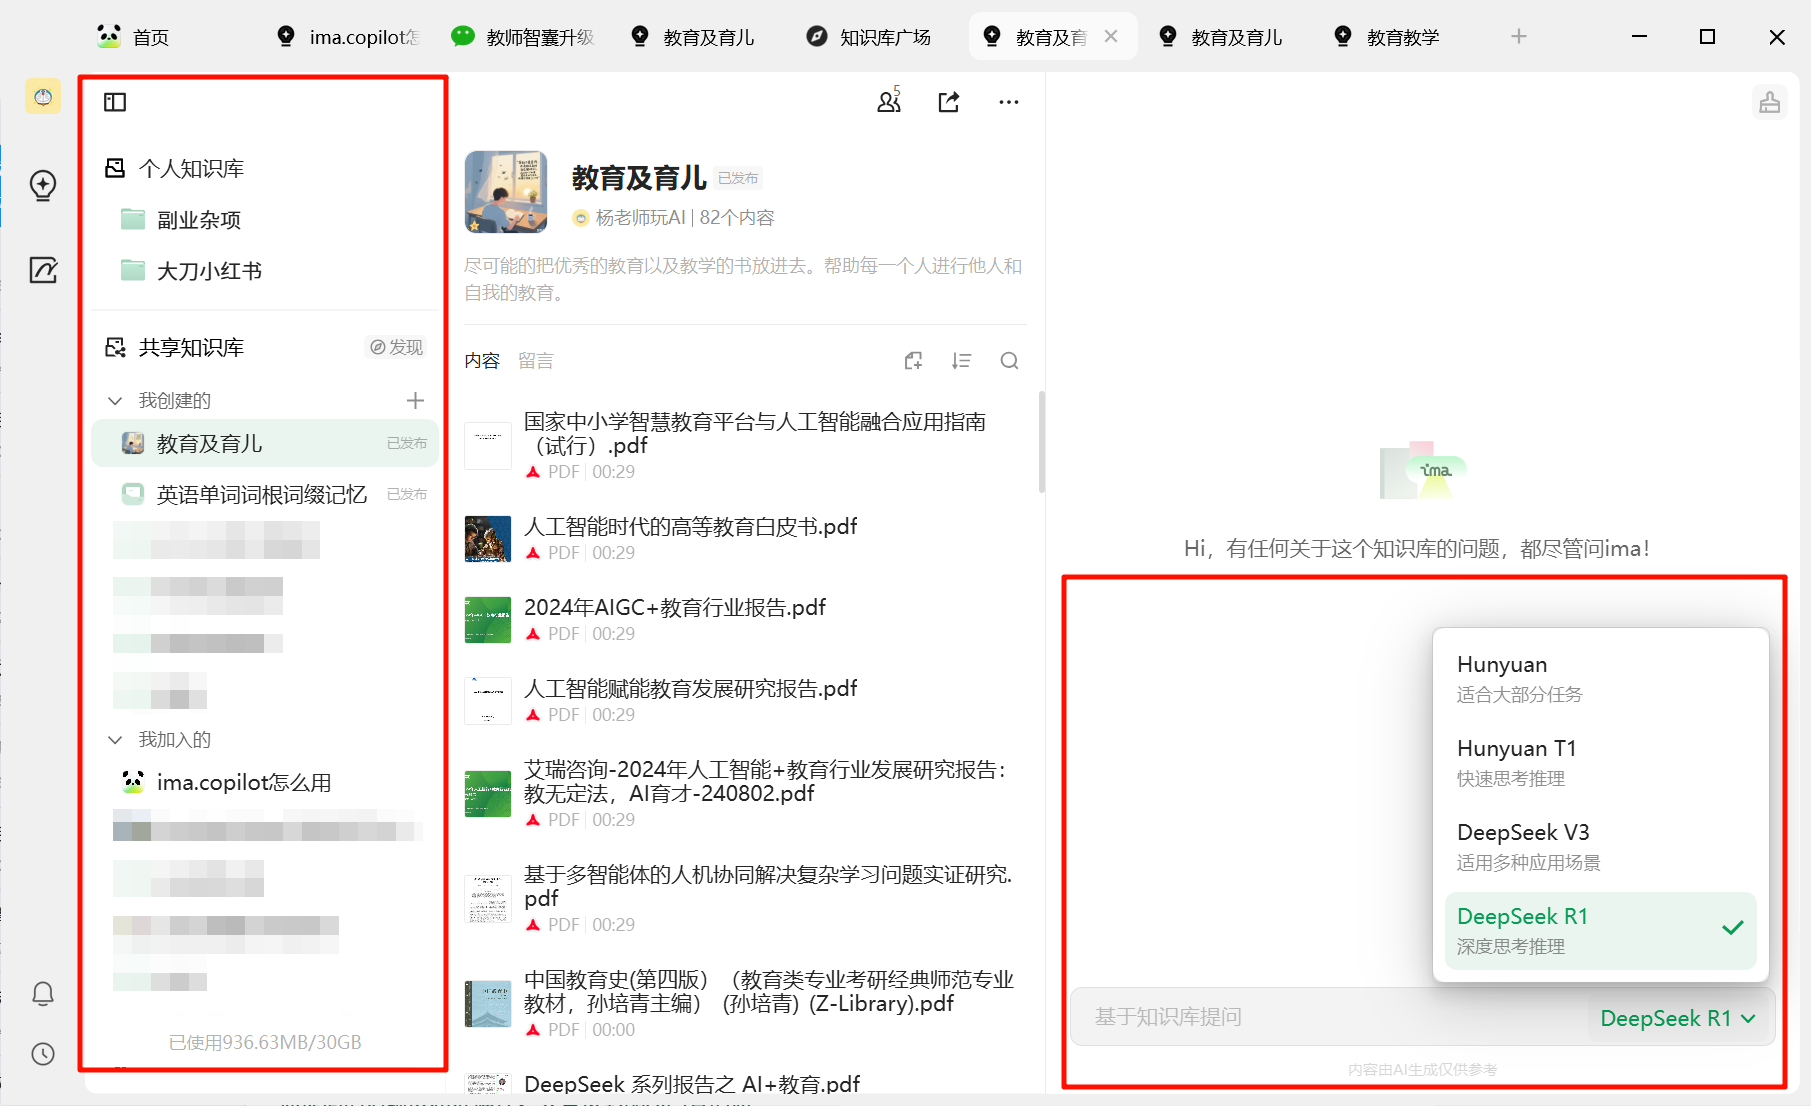 首页
ima.copilot怎
教师智囊升级
教育及育儿
知识库广场
教育及育
教育及育儿
教育教学
个人知识库
副业杂项
大刀小红书
共享知识库
发现
我创建的
教育及育儿
已发布
英语单词词根词缀记忆
已发布
我加入的
ima.copilot怎么用
已使用936.63MB/30GB
5
教育及育儿 已发布
杨老师玩AI | 82个内容
尽可能的把优秀的教育以及教学的书放进去。帮助每一个人进行他人和
自我的教育。
内容 留言
国家中小学智慧教育平台与人工智能融合应用指南
（试行）.pdf
PDF 00:29
人工智能时代的高等教育白皮书.pdf
PDF 00:29
2024年AIGC+教育行业报告.pdf
PDF 00:29
人工智能赋能教育发展研究报告.pdf
PDF 00:29
艾瑞咨询-2024年人工智能+教育行业发展研究报告：
教无定法，AI育才-240802.pdf
PDF 00:29
基于多智能体的人机协同解决复杂学习问题实证研究.
pdf
PDF 00:29
中国教育史(第四版）（教育类专业考研经典师范专业
教材，孙培青主编） (孙培青) (Z-Library).pdf
PDF 00:00
DeepSeek 系列报告之 AI+教育.pdf
ima.
Hi，有任何关于这个知识库的问题，都尽管问ima！
Hunyuan
适合大部分任务
Hunyuan T1
快速思考推理
DeepSeek V3
适用多种应用场景
DeepSeek R1
深度思考推理
基于知识库提问
DeepSeek R1
内容由AI生成仅供参考